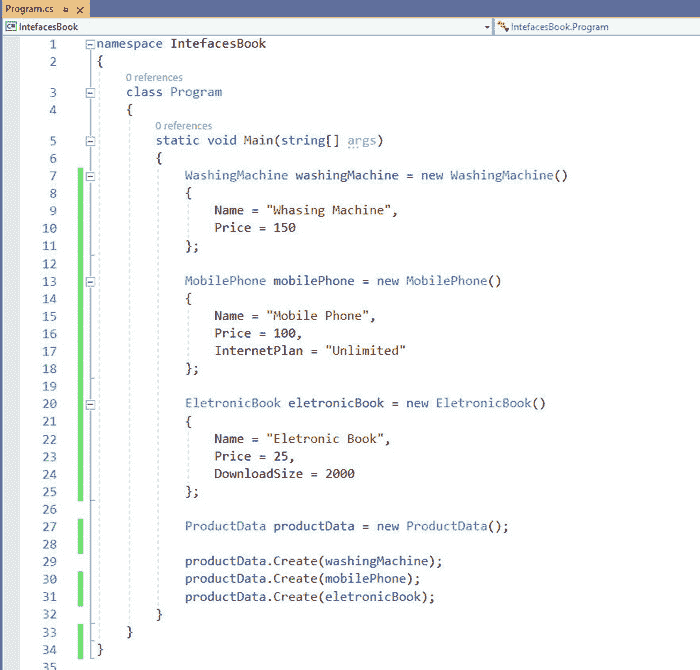 Program.cs
IntefacesBook IntefacesBook.Program
1 namespace IntefacesBook
2 {
0 references
3 class Program
4 {
0 references
5 static void Main(string[] args)
6 {
7 WashingMachine washingMachine = new WashingMachine()
8 {
9 Name = "Whasing Machine",
10 Price = 150
11 };
12
13 MobilePhone mobilePhone = new MobilePhone()
14 {
15 Name = "Mobile Phone",
16 Price = 100,
17 InternetPlan = "Unlimited"
18 };
19
20 EletronicBook eletronicBook = new EletronicBook()
21 {
22 Name = "Eletronic Book",
23 Price = 25,
24 DownloadSize = 2000
25 };
26
27 ProductData productData = new ProductData();
28
29 productData.Create(washingMachine);
30 productData.Create(mobilePhone);
31 productData.Create(eletronicBook);
32 }
33 }
34 }
35